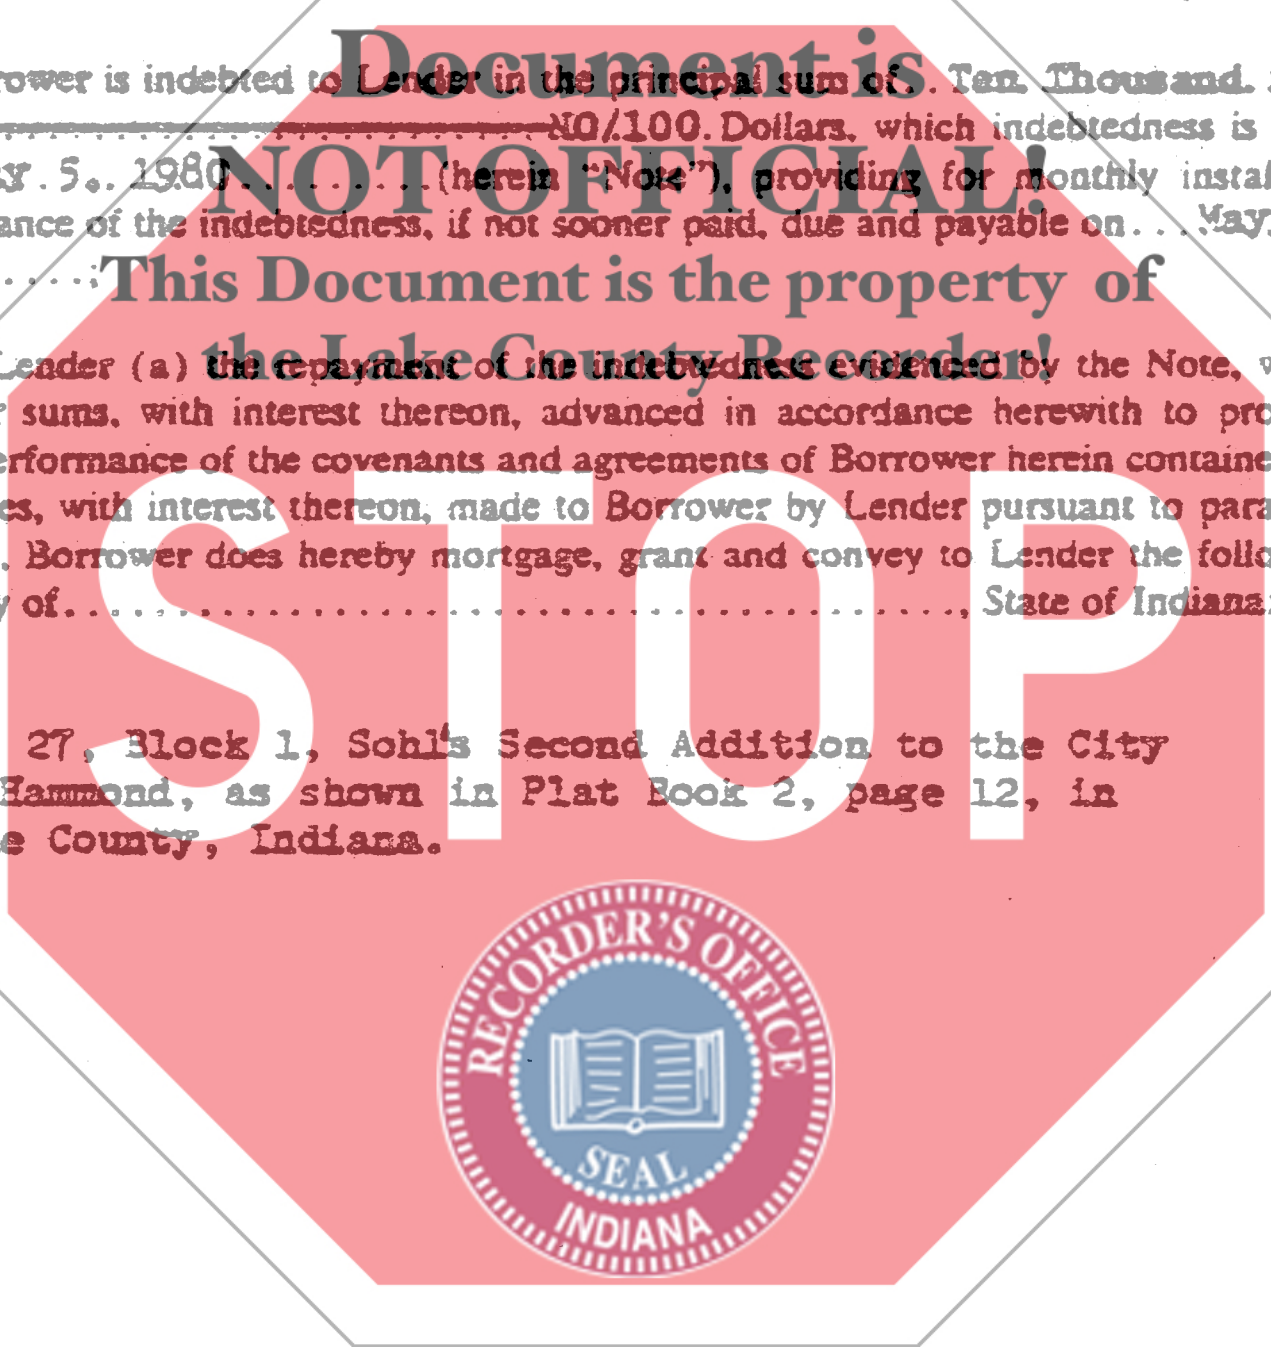 Document is
rower is indebted to Lender in the principal sum of . . Ten Thousand
NO/100 . Dollars, which indebtedness is
NOT OFFICIAL!
y . 5 . . 1980 . . . . . . . . . (herein "Note"), providing for monthly instal
ance of the indebtedness, if not sooner paid, due and payable on . . . . May
. . . . . ;
This Document is the property of
the Lake County Recorder!
Lender (a) the repayment of the indebtedness evidenced by the Note, w
sums, with interest thereon, advanced in accordance herewith to pro
erformance of the covenants and agreements of Borrower herein containe
es, with interest thereon, made to Borrower by Lender pursuant to para
. Borrower does hereby mortgage, grant and convey to Lender the follo
y of . . . . . . . . . . . . . . . . . . . . . . . . . . . . . . . . . . . . . . . , State of Indiana:
STOP
27, Block 1, Sohl's Second Addition to the City
Hammond, as shown in Plat Book 2, page 12, in
e County, Indiana.
RECORDER'S OFFICE
SEAL
INDIANA